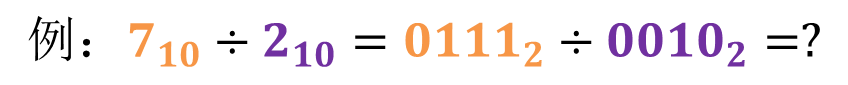 例：7₁₀ ÷ 2₁₀ = 0111₂ ÷ 0010₂ =?